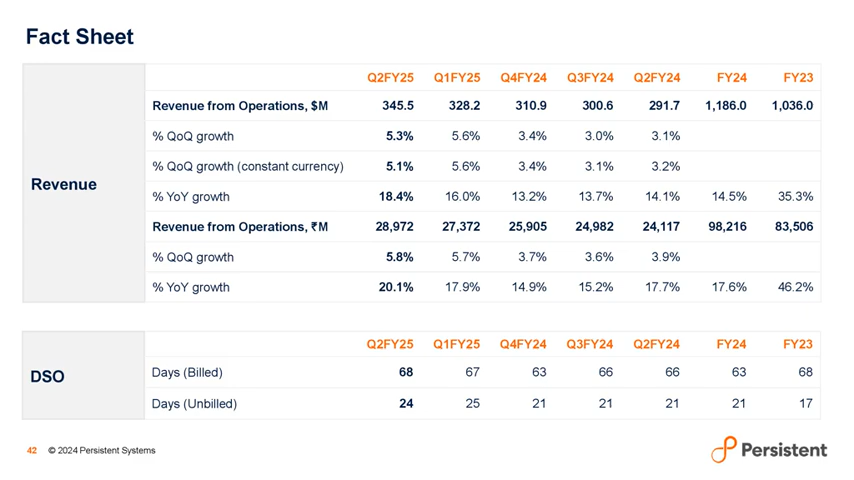 Fact Sheet
Q2FY25 Q1FY25 Q4FY24 Q3FY24 Q2FY24 FY24 FY23
Revenue
Revenue from Operations, $M 345.5 328.2 310.9 300.6 291.7 1,186.0 1,036.0
% QoQ growth 5.3% 5.6% 3.4% 3.0% 3.1%
% QoQ growth (constant currency) 5.1% 5.6% 3.4% 3.1% 3.2%
% YoY growth 18.4% 16.0% 13.2% 13.7% 14.1% 14.5% 35.3%
Revenue from Operations, ₹M 28,972 27,372 25,905 24,982 24,117 98,216 83,506
% QoQ growth 5.8% 5.7% 3.7% 3.6% 3.9%
% YoY growth 20.1% 17.9% 14.9% 15.2% 17.7% 17.6% 46.2%
Q2FY25 Q1FY25 Q4FY24 Q3FY24 Q2FY24 FY24 FY23
DSO
Days (Billed) 68 67 63 66 66 63 68
Days (Unbilled) 24 25 21 21 21 21 17
42 © 2024 Persistent Systems
Persistent